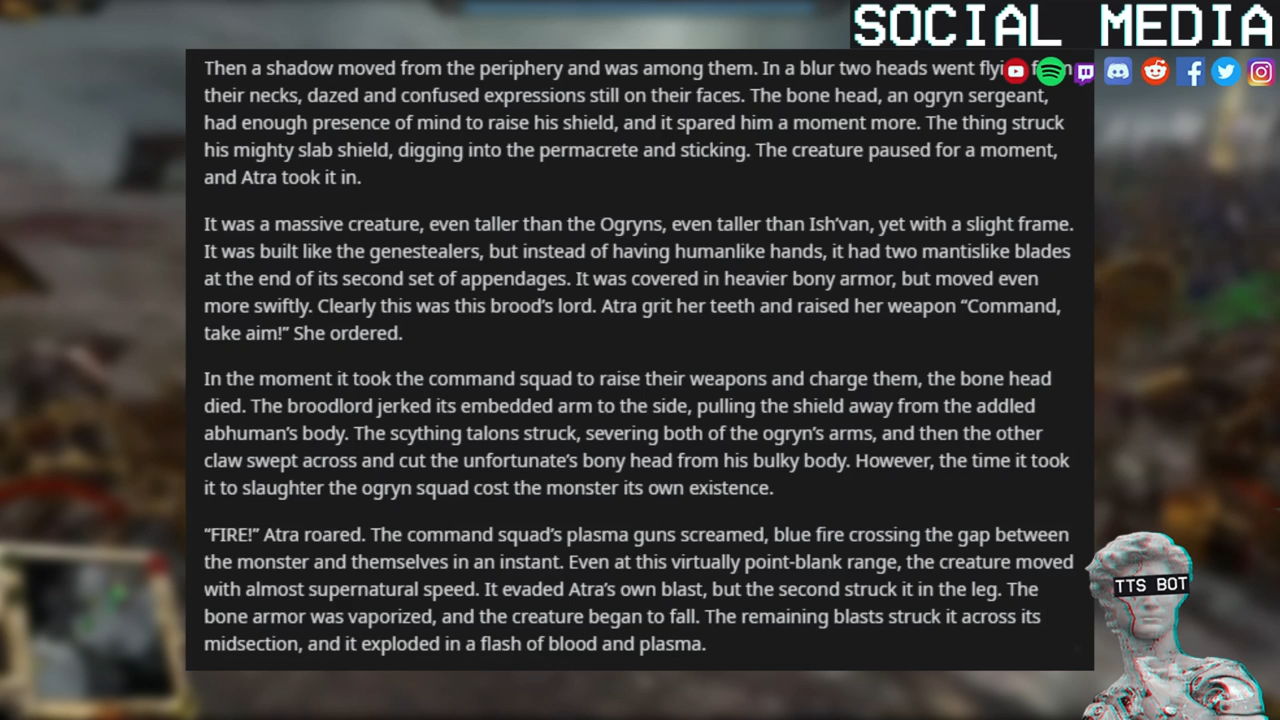 SOCIAL MEDIA
Then a shadow moved from the periphery and was among them. In a blur two heads went
their necks, dazed and confused expressions still on their faces. The bone head, an ogryn sergeant,
had enough presence of mind to raise his shield, and it spared him a moment more. The thing struck
his mighty slab shield, digging into the permacrete and sticking. The creature paused for a moment,
and Atra took it in.
It was a massive creature, even taller than the Ogryns, even taller than Ish’van, yet with a slight frame.
It was built like the genestealers, but instead of having humanlike hands, it had two mantislike blades
at the end of its second set of appendages. It was covered in heavier bony armor, but moved even
more swiftly. Clearly this was this brood’s lord. Atra grit her teeth and raised her weapon “Command,
take aim!” She ordered.
In the moment it took the command squad to raise their weapons and charge them, the bone head
died. The broodlord jerked its embedded arm to the side, pulling the shield away from the addled
abhuman’s body. The scything talons struck, severing both of the ogryn’s arms, and then the other
claw swept across and cut the unfortunate’s bony head from his bulky body. However, the time it took
it to slaughter the ogryn squad cost the monster its own existence.
“FIRE!” Atra roared. The command squad’s plasma guns screamed, blue fire crossing the gap between
the monster and themselves in an instant. Even at this virtually point-blank range, the creature moved
with almost supernatural speed. It evaded Atra’s own blast, but the second struck it in the leg. The
bone armor was vaporized, and the creature began to fall. The remaining blasts struck it across its
midsection, and it exploded in a flash of blood and plasma.
TTS BOT